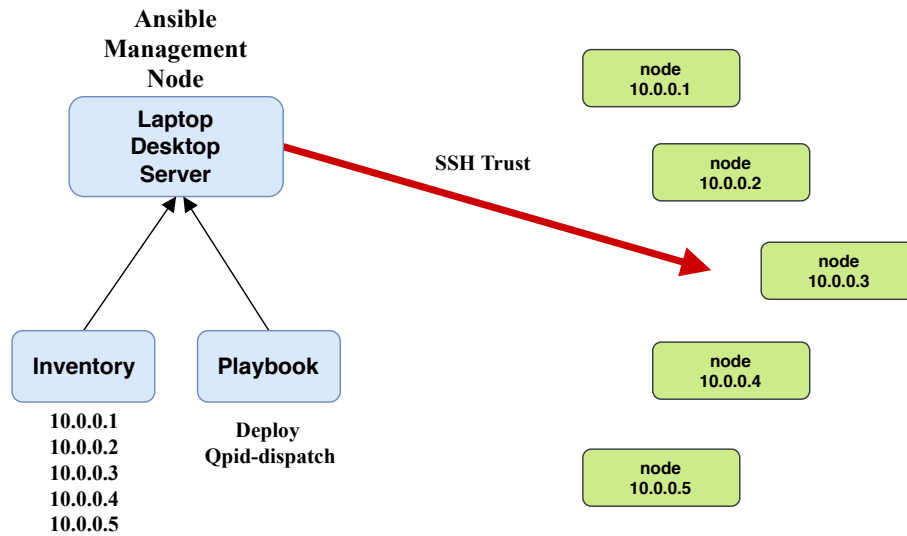 Ansible
Management
Node
Laptop
Desktop
Server
SSH Trust
Inventory
10.0.0.1
10.0.0.2
10.0.0.3
10.0.0.4
10.0.0.5
Playbook
Deploy
Qpid-dispatch
node
10.0.0.1
node
10.0.0.2
node
10.0.0.3
node
10.0.0.4
node
10.0.0.5